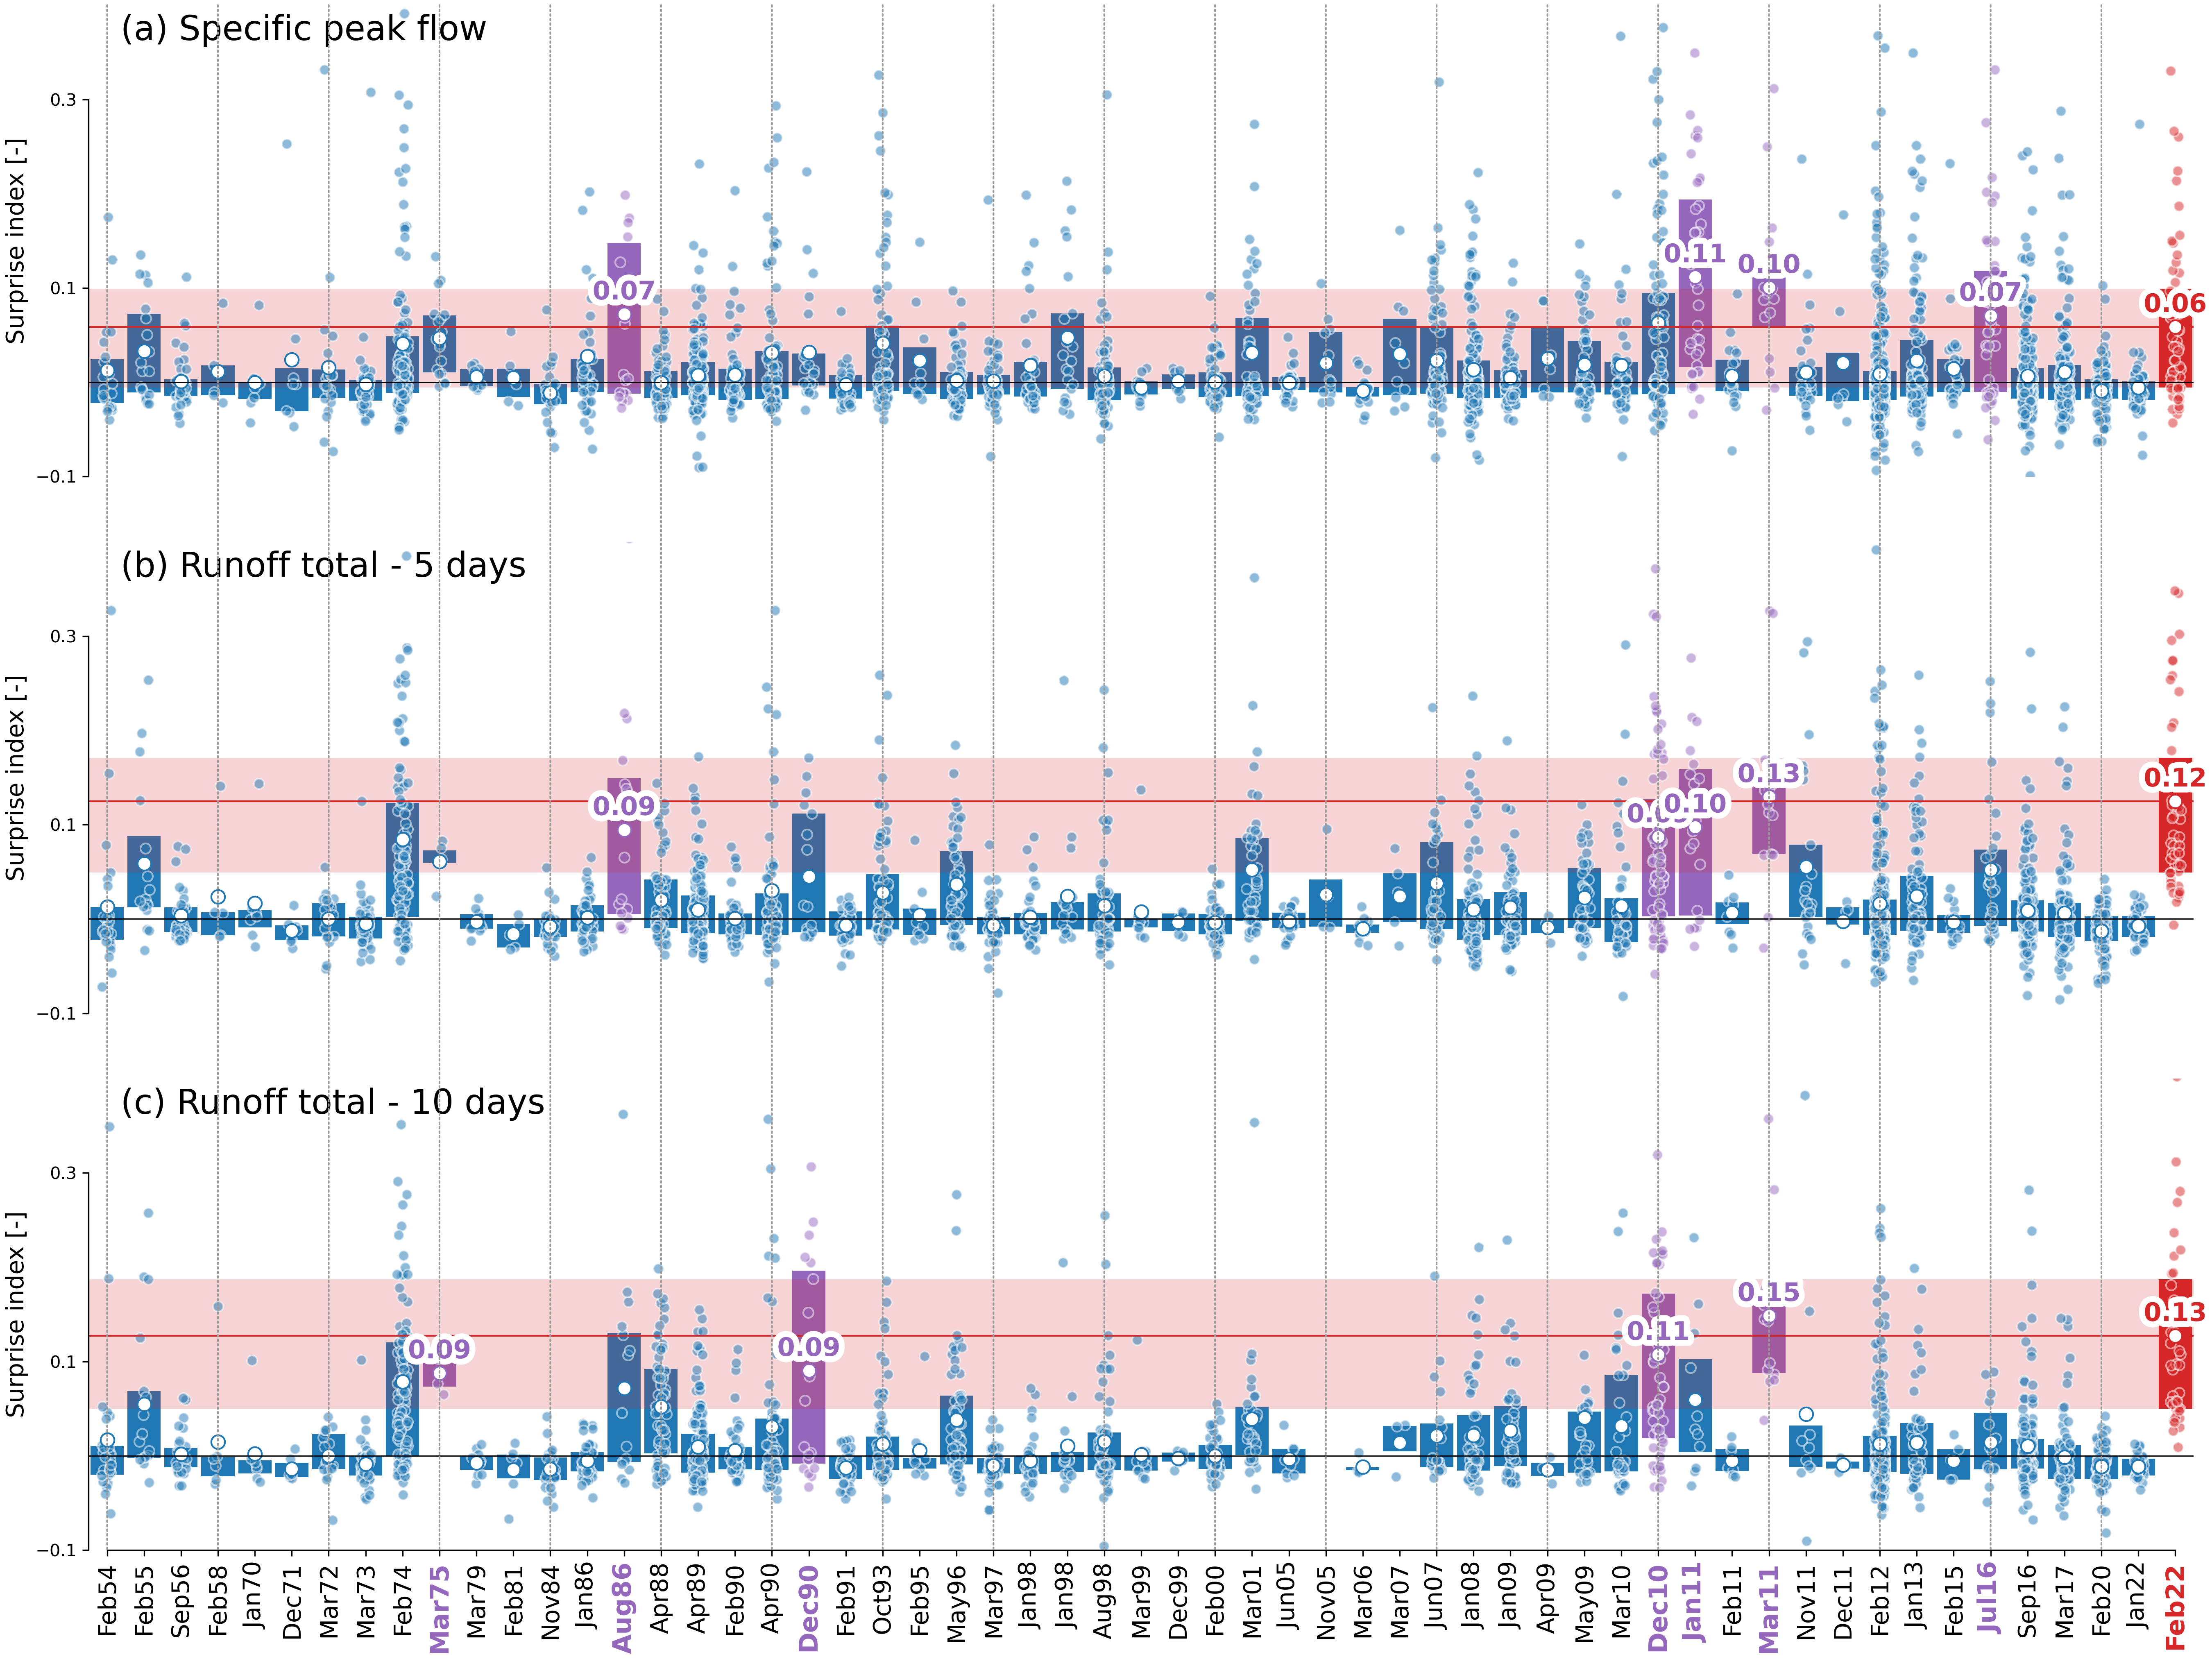 (a) Specific peak flow
Surprise index [-]
0.3
0.1
−0.1
0.07
0.11
0.10
0.07
0.06
(b) Runoff total - 5 days
Surprise index [-]
0.3
0.1
−0.1
0.09
0.09
0.10
0.13
0.12
(c) Runoff total - 10 days
Surprise index [-]
0.3
0.1
−0.1
0.09
0.09
0.11
0.15
0.13
Feb54
Feb55
Sep56
Feb58
Jan70
Dec71
Mar72
Mar73
Feb74
Mar75
Mar79
Feb81
Nov84
Jan86
Aug86
Apr88
Apr89
Feb90
Apr90
Dec90
Feb91
Oct93
Feb95
May96
Mar97
Jan98
Jan98
Aug98
Mar99
Dec99
Feb00
Mar01
Jun05
Nov05
Mar06
Mar07
Jun07
Jan08
Jan09
Apr09
May09
Mar10
Dec10
Jan11
Feb11
Mar11
Nov11
Dec11
Feb12
Jan13
Feb15
Jul16
Sep16
Mar17
Feb20
Jan22
Feb22